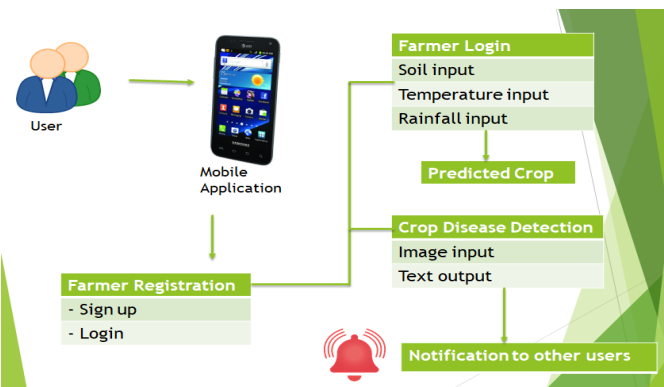 User
Mobile
Application
Farmer Registration
- Sign up
- Login
Farmer Login
Soil input
Temperature input
Rainfall input
Predicted Crop
Crop Disease Detection
Image input
Text output
Notification to other users
SAMSUNG